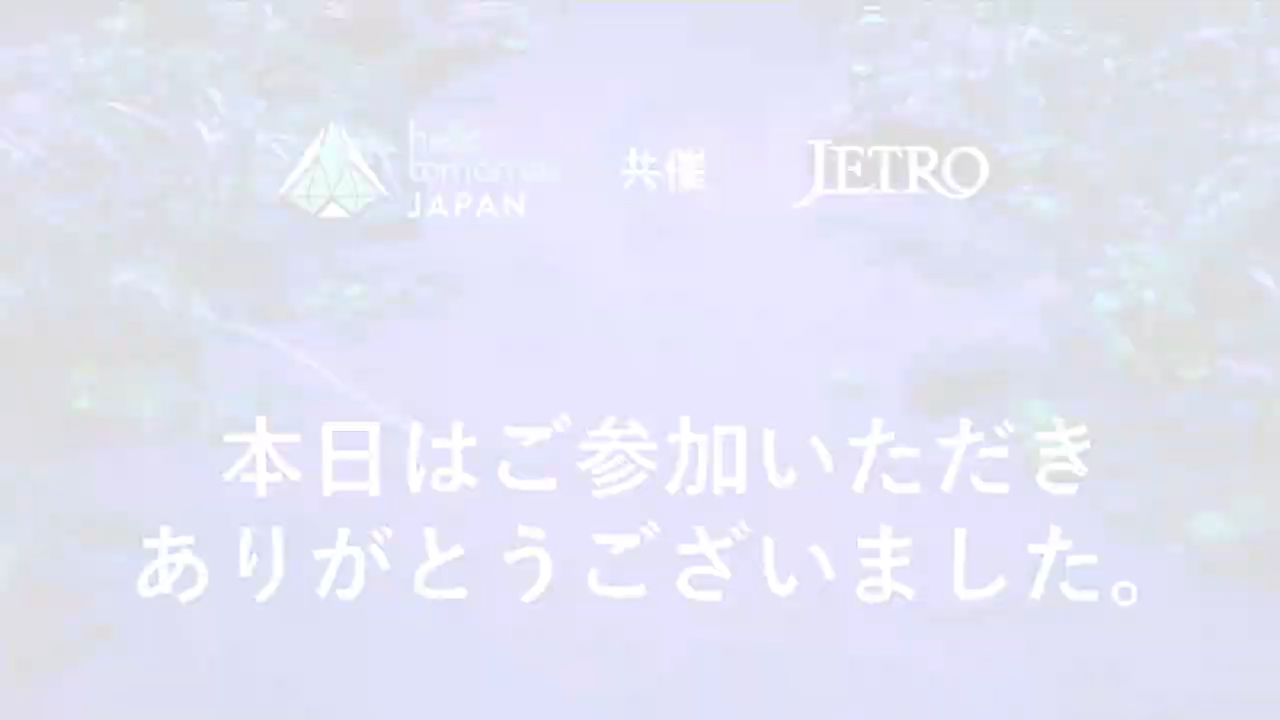 hello
tomorrow
JAPAN
共催
JETRO
本日はご参加いただき
ありがとうございました。